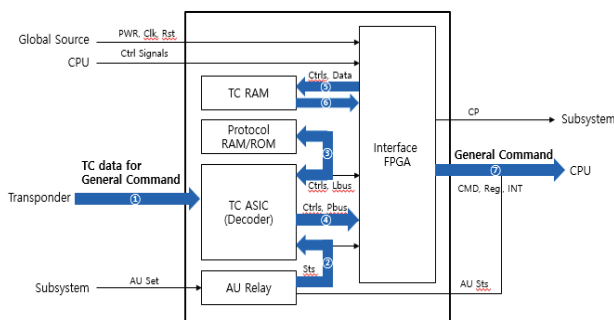 Global Source
PWR, Clk, Rst
CPU
Ctrl Signals
Ctrls, Data
⑤
TC RAM
⑥
CP
Subsystem
Protocol
RAM/ROM
③
Interface
FPGA
TC data for
General Command
General Command
Ctrls, Lbus
⑦
CPU
Transponder
①
TC ASIC
(Decoder)
Ctrls, Pbus
④
CMD, Reg, INT
②
Sts
Subsystem
AU Set
AU Relay
AU Sts